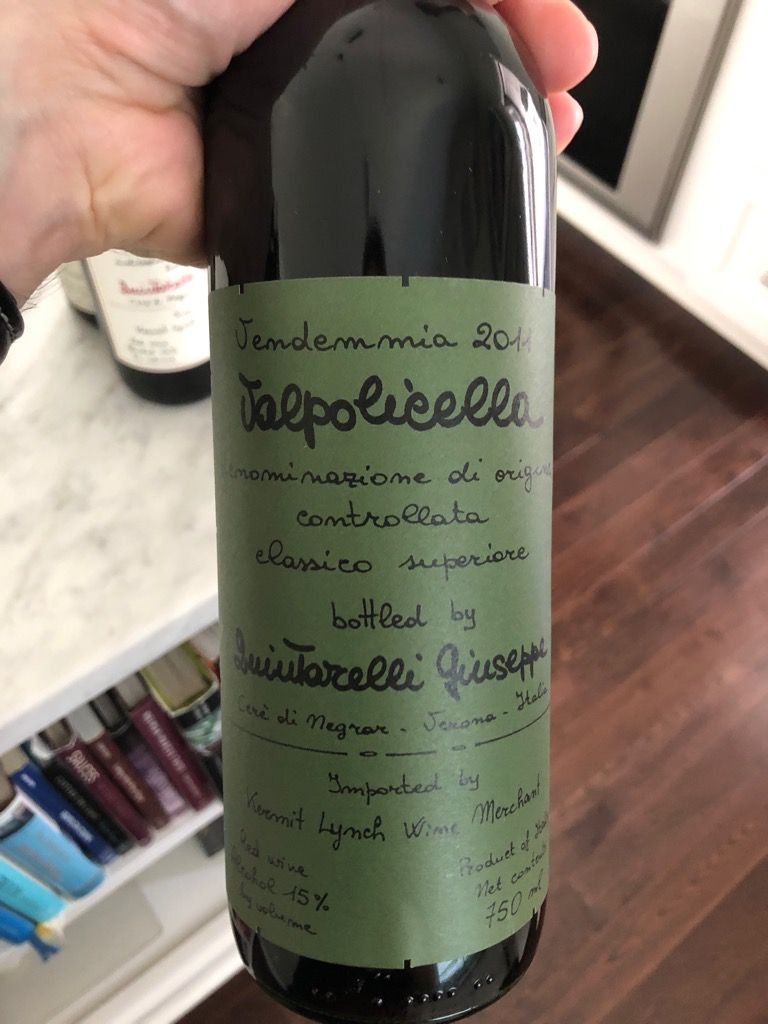 Vendemmia 2011
Valpolicella
denominazione di origine
controllata
classico superiore
bottled by
Quintarelli Giuseppe
Cerè di Negrar - Verona - Italia
Imported by
Kermit Lynch Wine Merchant
Red wine
Alcohol 15%
by volume
Product of Italy
Net contents
750 ml
Quintarelli